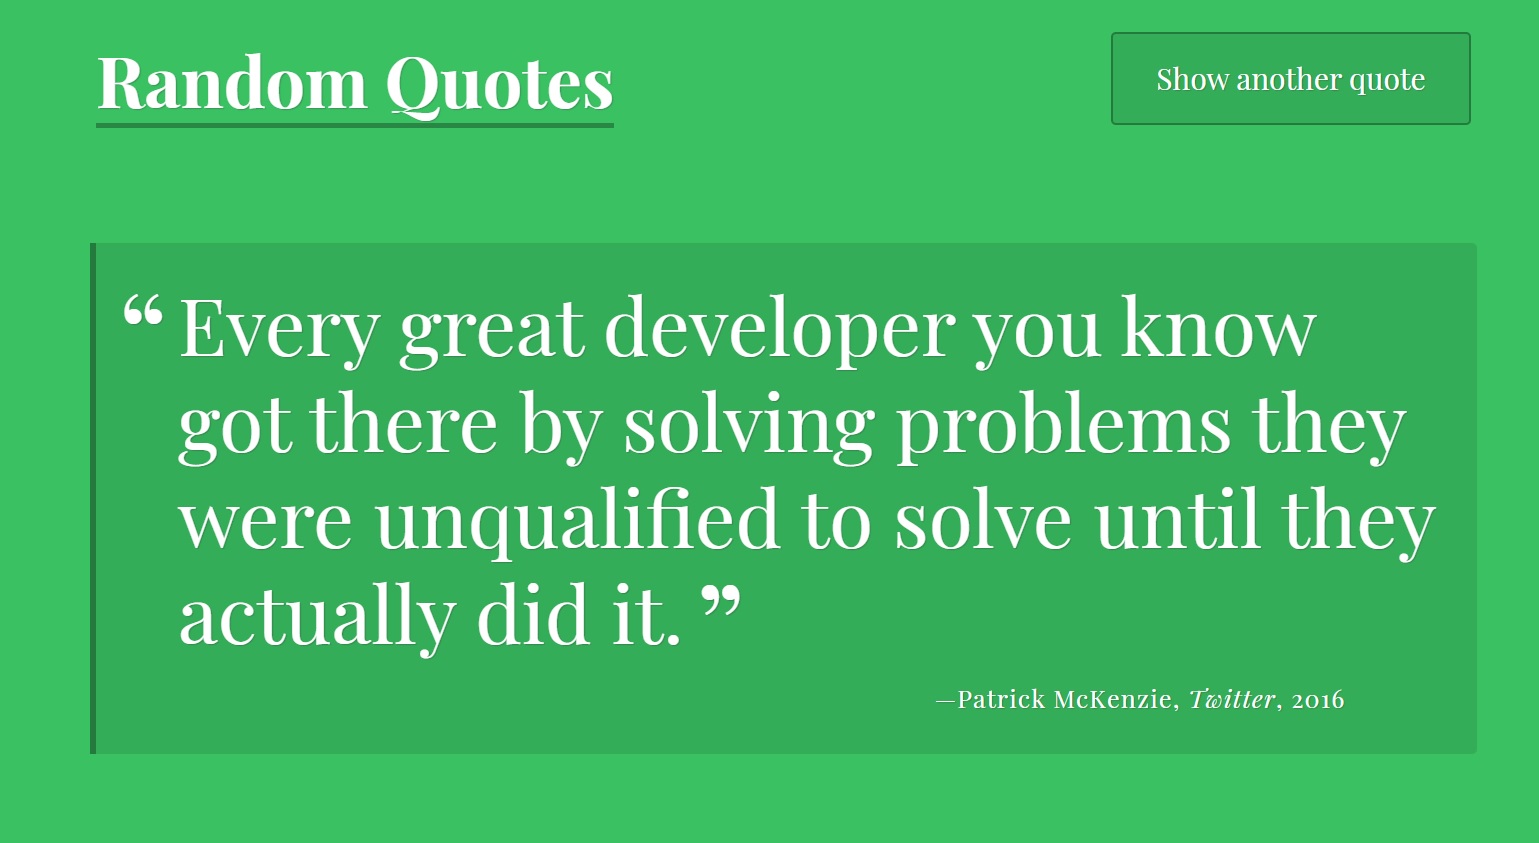 Random Quotes
Show another quote
“ Every great developer you know
got there by solving problems they
were unqualified to solve until they
actually did it. ”
—Patrick McKenzie, Twitter, 2016